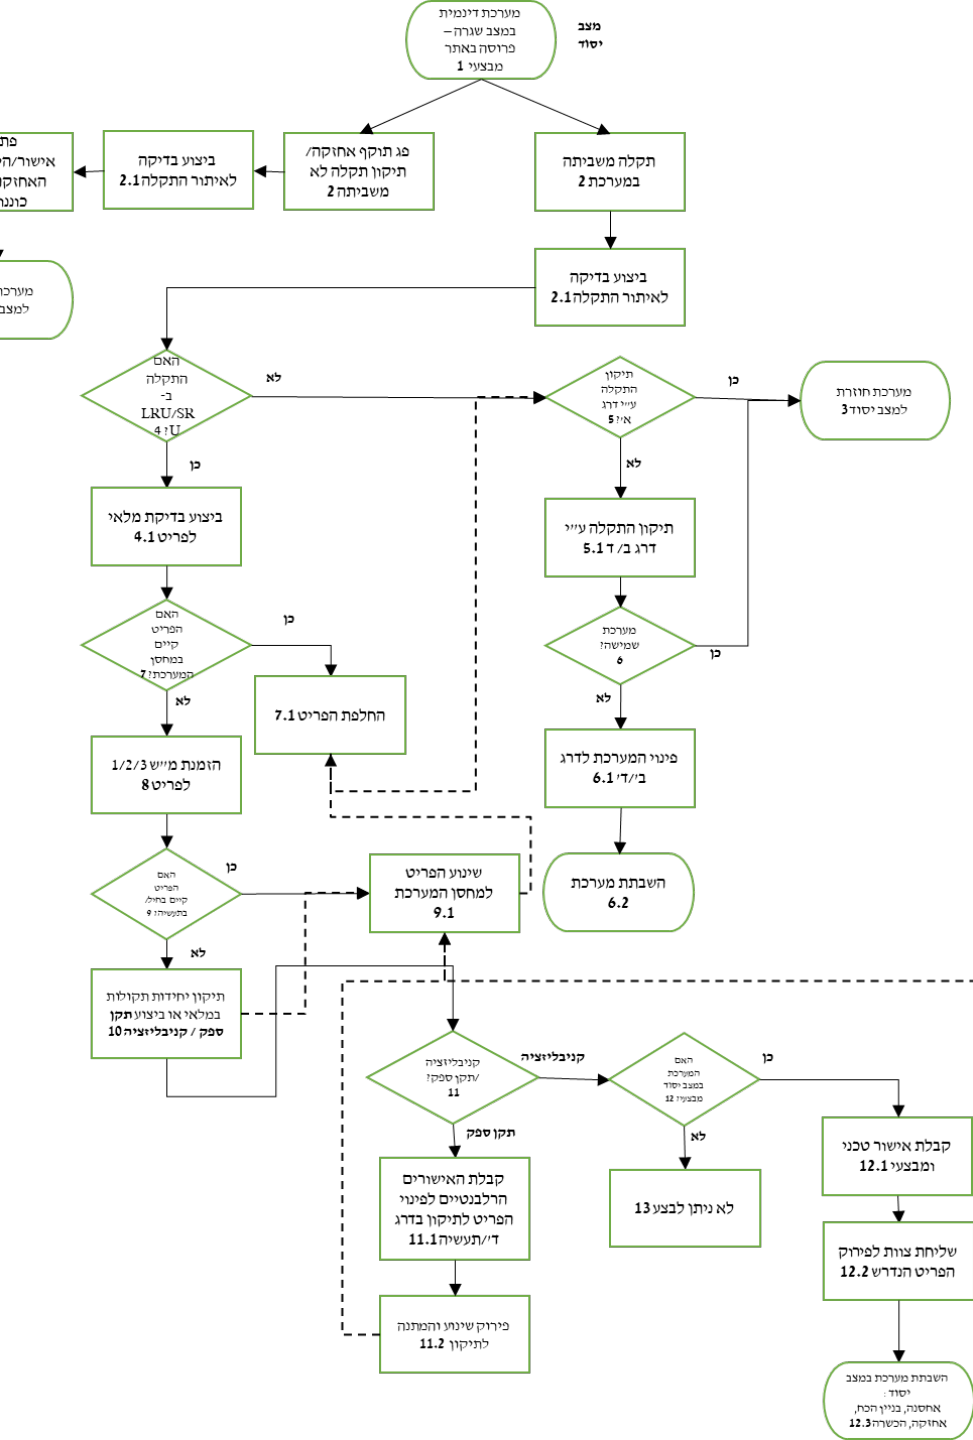 מערכת דינמית
במצב שגרה –
פרוסה באתר
מבצעי 1
מצב
יסוד
תקלה משביתה
במערכת 2
פג תוקף אחזקה/
תיקון תקלה לא
משביתה 2
ביצוע בדיקה
לאיתור התקלה 2.1
ביצוע בדיקה
לאיתור התקלה 2.1
האם
התקלה
ב-
LRU/SR
U? 4
לא
כן
תיקון
התקלה
ע"י דרג
א'? 5
כן
לא
מערכת חוזרת
למצב יסוד 3
ביצוע בדיקת מלאי
לפריט 4.1
תיקון התקלה ע"י
דרג ב/ ד 5.1
האם
הפריט
קיים
במחסן
המערכת? 7
כן
לא
מערכת
שמישה?
6
כן
לא
החלפת הפריט 7.1
הזמנת מ"ש 1/2/3
לפריט 8
פינוי המערכת לדרג
ב'/ד' 6.1
השבתת מערכת
6.2
האם
הפריט
קיים בחיל/
בתעשיה? 9
כן
לא
שינוע הפריט
למחסן המערכת
9.1
תיקון יחידות תקולות
במלאי או ביצוע תקן
ספק / קניבליזציה 10
קניבליזציה
/תקן ספק?
11
קניבליזציה
תקן ספק
האם
המערכת
במצב יסוד
מבצעי? 12
כן
לא
קבלת אישור טכני
ומבצעי 12.1
קבלת האישורים
הרלבנטיים לפינוי
הפריט לתיקון בדרג
ד'/תעשיה 11.1
לא ניתן לבצע 13
שליחת צוות לפירוק
הפריט הנדרש 12.2
פירוק שינוע והמתנה
לתיקון 11.2
השבתת מערכת במצב
יסוד :
אחסנה, בניין הכח,
אחזקה, הכשרה 12.3